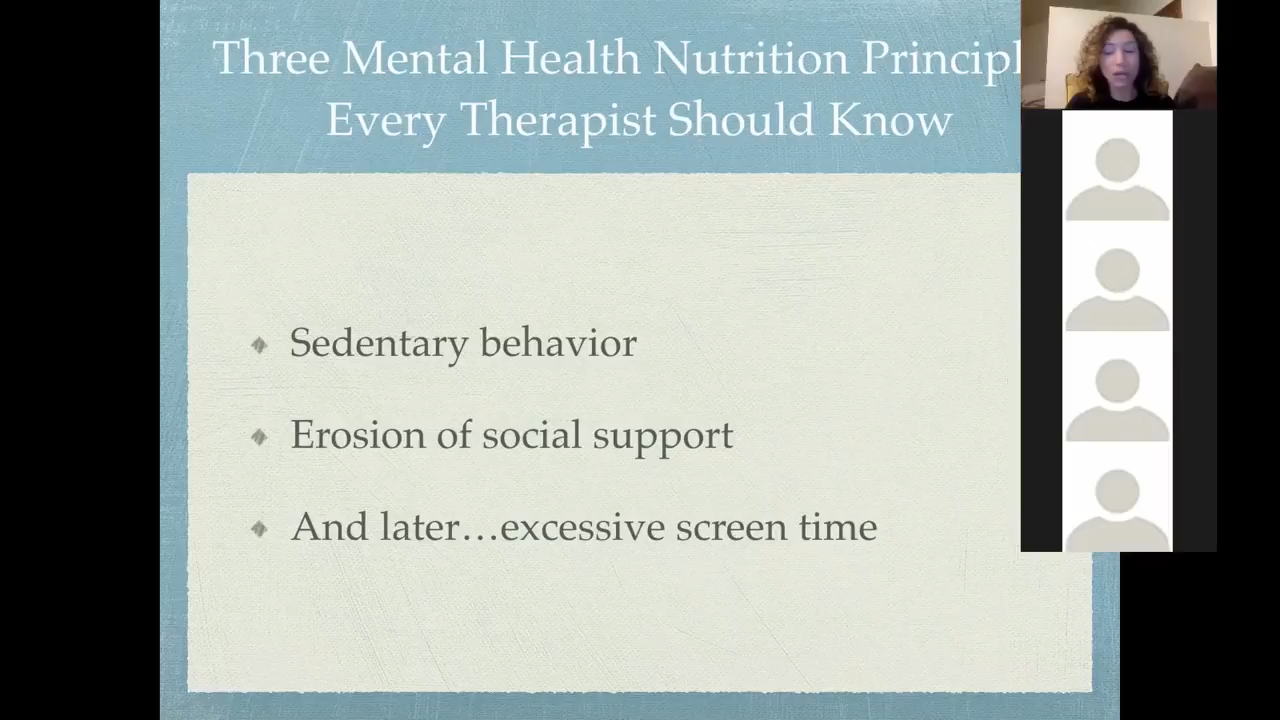 Three Mental Health Nutrition Principl
Every Therapist Should Know
Sedentary behavior
Erosion of social support
And later…excessive screen time